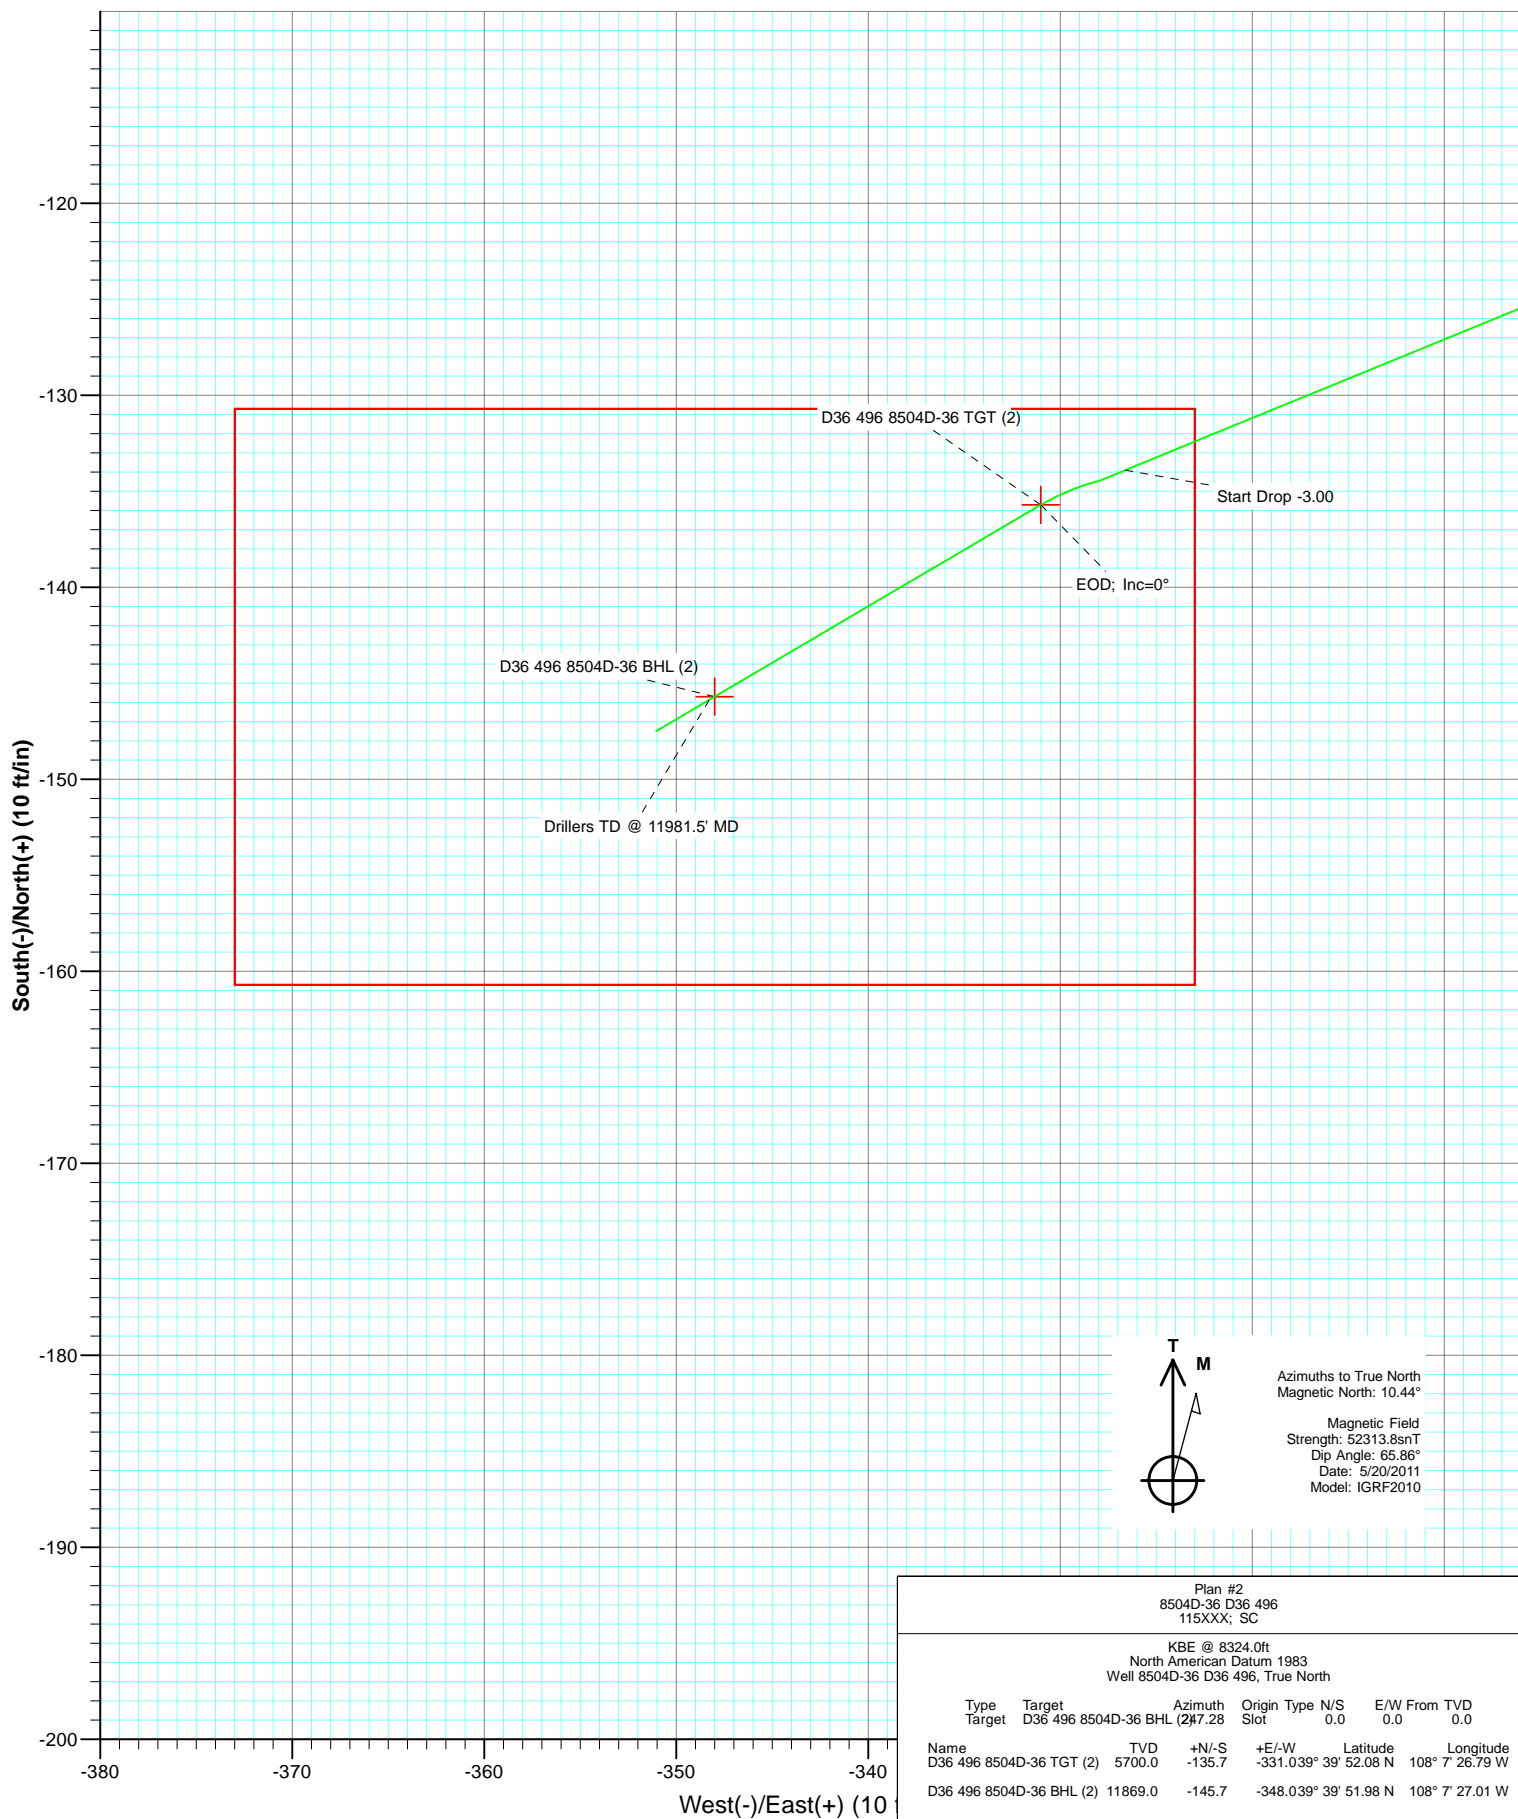 -120
-130
D36 496 8504D-36 TGT (2)
Start Drop -3.00
EOD; Inc=0°
-140
D36 496 8504D-36 BHL (2)
-150
Drillers TD @ 11981.5' MD
South(-)/North(+) (10 ft/in)
-160
-170
-180
T
M
Azimuths to True North
Magnetic North: 10.44°
Magnetic Field
Strength: 52313.8snT
Dip Angle: 65.86°
Date: 5/20/2011
Model: IGRF2010
-190
-200
-380
-370
-360
-350
-340
West(-)/East(+) (10
Plan #2
8504D-36 D36 496
115XXX; SC
KBE @ 8324.0ft
North American Datum 1983
Well 8504D-36 D36 496, True North
Type Target Azimuth Origin Type N/S E/W From TVD
Target D36 496 8504D-36 BHL (2)247.28 Slot 0.0 0.0 0.0
Name TVD +N/-S +E/-W Latitude Longitude
D36 496 8504D-36 TGT (2) 5700.0 -135.7 -331.039° 39' 52.08 N 108° 7' 26.79 W
D36 496 8504D-36 BHL (2) 11869.0 -145.7 -348.039° 39' 51.98 N 108° 7' 27.01 W